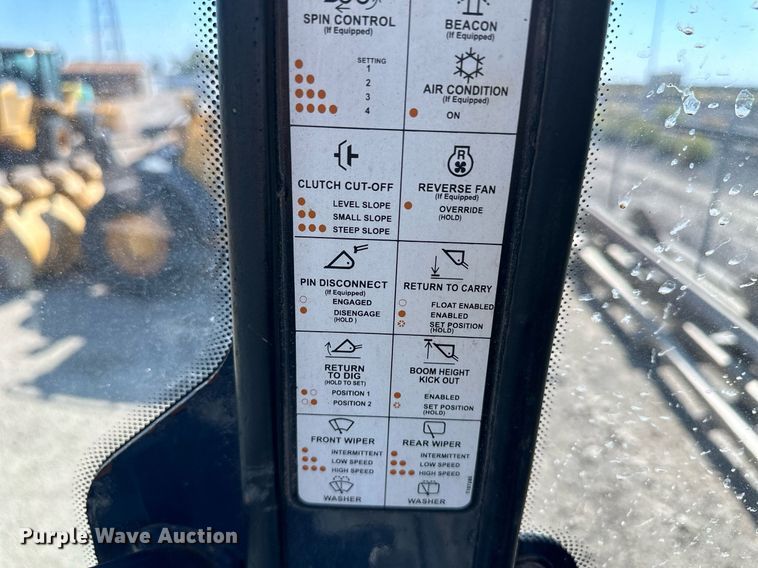 SPIN CONTROL
(If Equipped)
SETTING
1
2
3
4
BEACON
(If Equipped)
AIR CONDITION
(If Equipped)
ON
CLUTCH CUT-OFF
LEVEL SLOPE
SMALL SLOPE
STEEP SLOPE
R
REVERSE FAN
(If Equipped)
OVERRIDE
(HOLD)
PIN DISCONNECT
(If Equipped)
ENGAGED
DISENGAGE
(HOLD)
RETURN TO CARRY
FLOAT ENABLED
ENABLED
SET POSITION
(HOLD)
RETURN
TO DIG
(HOLD TO SET)
POSITION 1
POSITION 2
BOOM HEIGHT
KICK OUT
ENABLED
SET POSITION
(HOLD)
FRONT WIPER
INTERMITTENT
LOW SPEED
HIGH SPEED
WASHER
REAR WIPER
INTERMITTENT
LOW SPEED
HIGH SPEED
WASHER
Purple Wave Auction